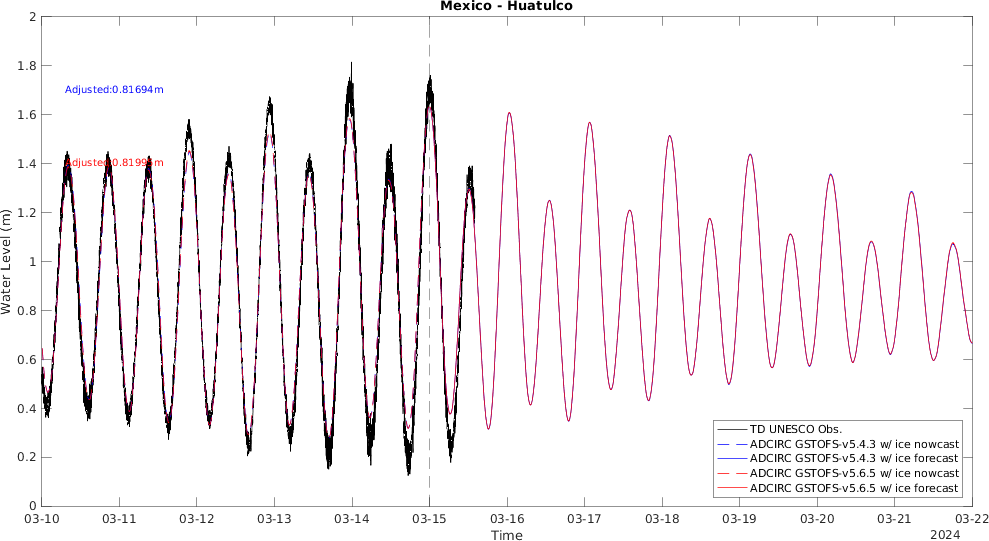 Mexico - Huatulco
2
1.8
1.6
1.4
1.2
1
0.8
0.6
0.4
0.2
0
Water Level (m)
Adjusted:0.81694m
Adjusted:0.81995m
TD UNESCO Obs.
ADCIRC GSTOFS-v5.4.3 w/ ice nowcast
ADCIRC GSTOFS-v5.4.3 w/ ice forecast
ADCIRC GSTOFS-v5.6.5 w/ ice nowcast
ADCIRC GSTOFS-v5.6.5 w/ ice forecast
03-10 03-11 03-12 03-13 03-14 03-15 03-16 03-17 03-18 03-19 03-20 03-21 03-22
Time
2024